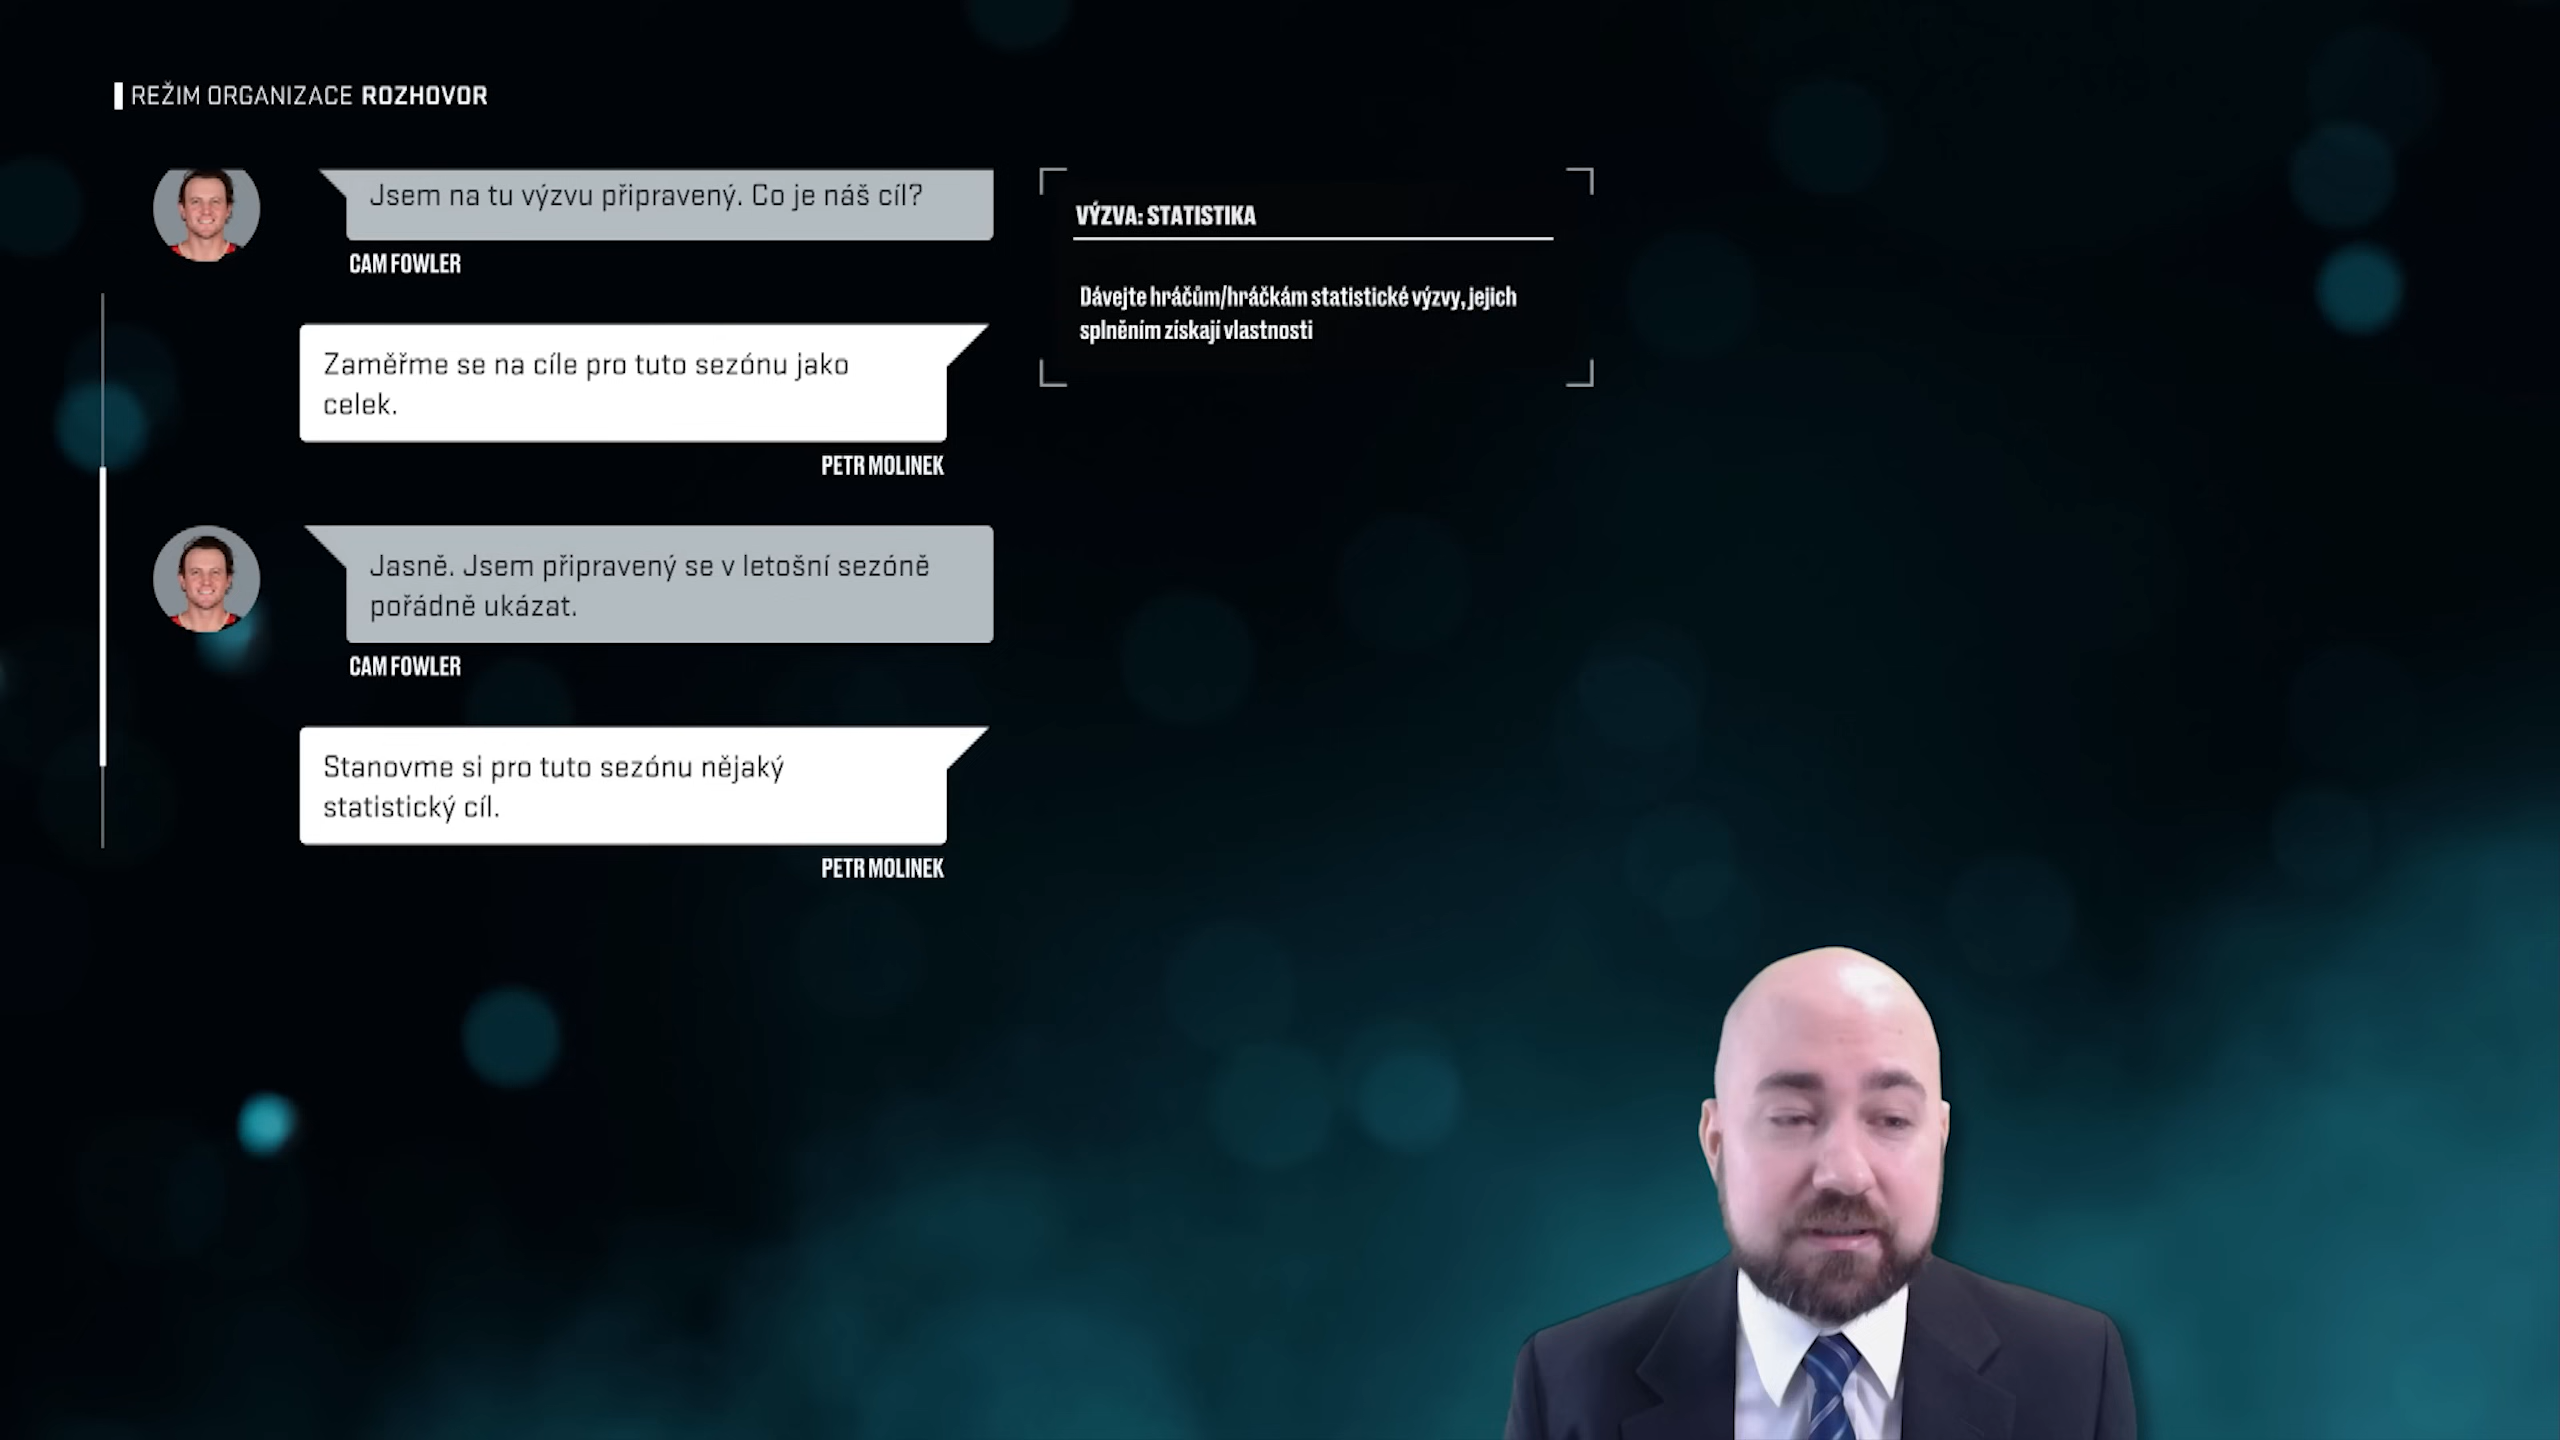 REŽIM ORGANIZACE ROZHOVOR
Jsem na tu výzvu připravený. Co je náš cíl?
CAM FOWLER
Zaměřme se na cíle pro tuto sezónu jako
celek.
PETR MOLINEK
Jasně. Jsem připravený se v letošní sezóně
pořádně ukázat.
CAM FOWLER
Stanovme si pro tuto sezónu nějaký
statistický cíl.
PETR MOLINEK
VÝZVA: STATISTIKA
Dávejte hráčům/hráčkám statistické výzvy, jejich
splněním získají vlastnosti